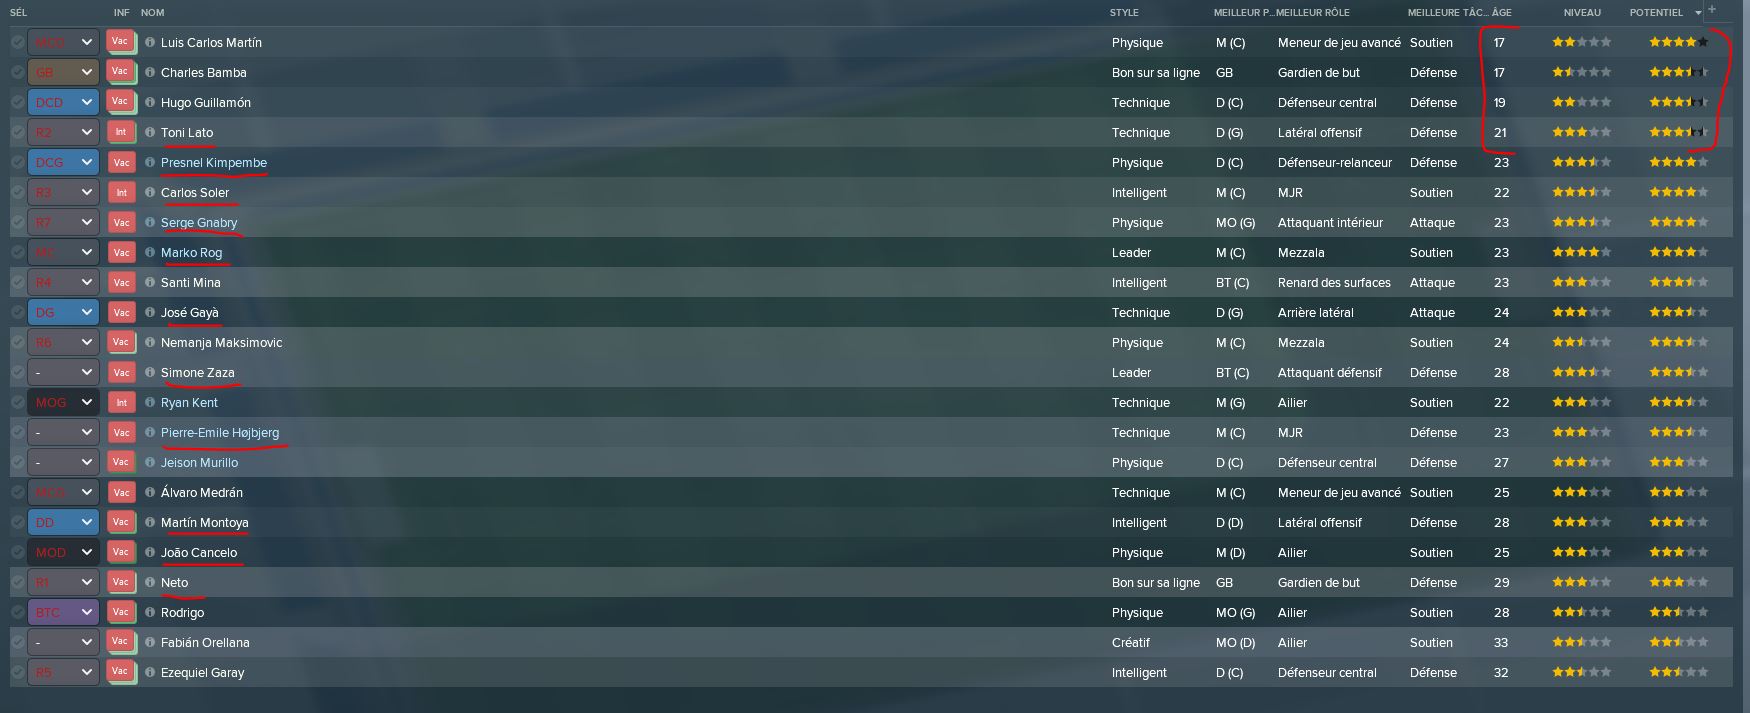 SÉL INF NOM STYLE MEILLEUR P... MEILLEUR RÔLE MEILLEURE TÂC... ÂGE NIVEAU POTENTIEL +
MCD Vac Luis Carlos Martín Physique M (C) Meneur de jeu avancé Soutien 17
GB Vac Charles Bamba Bon sur sa ligne GB Gardien de but Défense 17
DCD Vac Hugo Guillamón Technique D (C) Défenseur central Défense 19
R2 Int Toni Lato Technique D (G) Latéral offensif Défense 21
DCG Vac Presnel Kimpembe Physique D (C) Défenseur-relanceur Défense 23
R3 Int Carlos Soler Intelligent M (C) MJR Soutien 22
R7 Vac Serge Gnabry Physique MO (G) Attaquant intérieur Attaque 23
MC Vac Marko Rog Leader M (C) Mezzala Soutien 23
R4 Vac Santi Mina Intelligent BT (C) Renard des surfaces Attaque 23
DG Vac José Gayà Technique D (G) Arrière latéral Attaque 24
R6 Vac Nemanja Maksimovic Physique M (C) Mezzala Soutien 24
- Vac Simone Zaza Leader BT (C) Attaquant défensif Défense 28
MOG Int Ryan Kent Technique M (G) Ailier Soutien 22
- Vac Pierre-Emile Højbjerg Technique M (C) MJR Défense 23
- Vac Jeison Murillo Physique D (C) Défenseur central Défense 27
Vac Álvaro Medrán Technique M (C) Meneur de jeu avancé Soutien 25
DD Vac Martín Montoya Intelligent D (D) Latéral offensif Défense 28
MOD Vac João Cancelo Physique M (D) Ailier Soutien 25
R1 Vac Neto Bon sur sa ligne GB Gardien de but Défense 29
BTC Vac Rodrigo Physique MO (G) Ailier Soutien 28
- Vac Fabián Orellana Créatif MO (D) Ailier Soutien 33
R5 Vac Ezequiel Garay Intelligent D (C) Défenseur central Défense 32